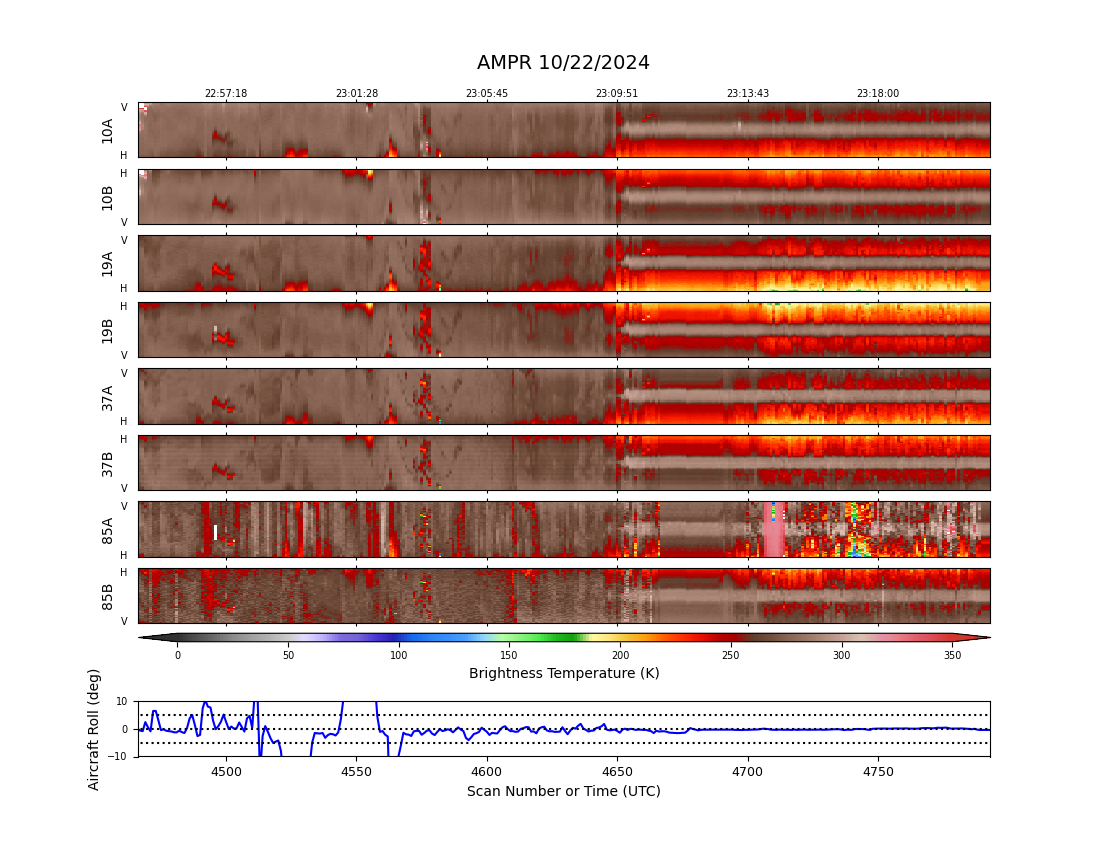 AMPR 10/22/2024
22:57:18 23:01:28 23:05:45 23:09:51 23:13:43 23:18:00
V
10A
H
H
10B
V
V
19A
H
H
19B
V
V
37A
H
H
37B
V
V
85A
H
H
85B
V
0 50 100 150 200 250 300 350
Brightness Temperature (K)
Aircraft Roll (deg)
10
0
−10
4500 4550 4600 4650 4700 4750
Scan Number or Time (UTC)